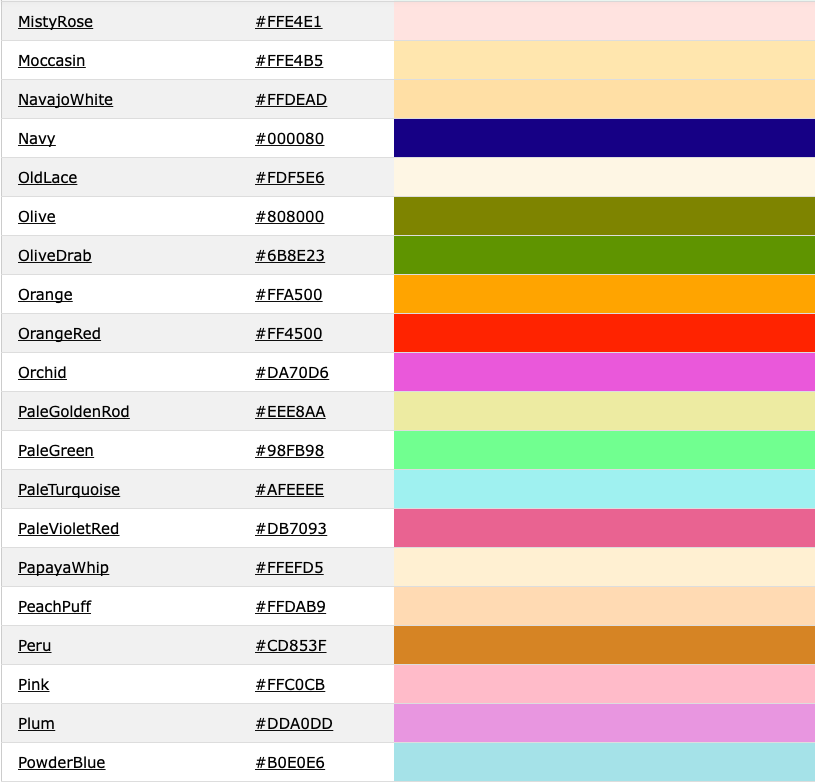 MistyRose #FFE4E1
Moccasin #FFE4B5
NavajoWhite #FFDEAD
Navy #000080
OldLace #FDF5E6
Olive #808000
OliveDrab #6B8E23
Orange #FFA500
OrangeRed #FF4500
Orchid #DA70D6
PaleGoldenRod #EEE8AA
PaleGreen #98FB98
PaleTurquoise #AFEEEE
PaleVioletRed #DB7093
PapayaWhip #FFEFD5
PeachPuff #FFDAB9
Peru #CD853F
Pink #FFC0CB
Plum #DDA0DD
PowderBlue #B0E0E6